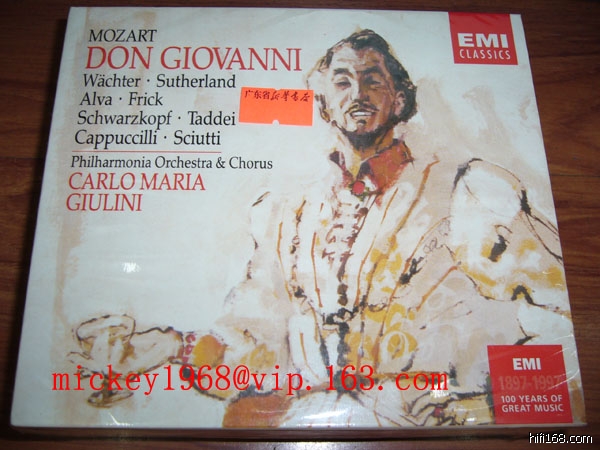 MOZART
DON GIOVANNI
Wächter · Sutherland
Alva · Frick
Schwarzkopf · Taddei
Cappuccilli · Sciutti
Philharmonia Orchestra & Chorus
CARLO MARIA
GIULINI
EMI
CLASSICS
广东省新华书店
mickey1968@vip.163.com
EMI
1897-1997
100 YEARS OF
GREAT MUSIC
hifi168.com